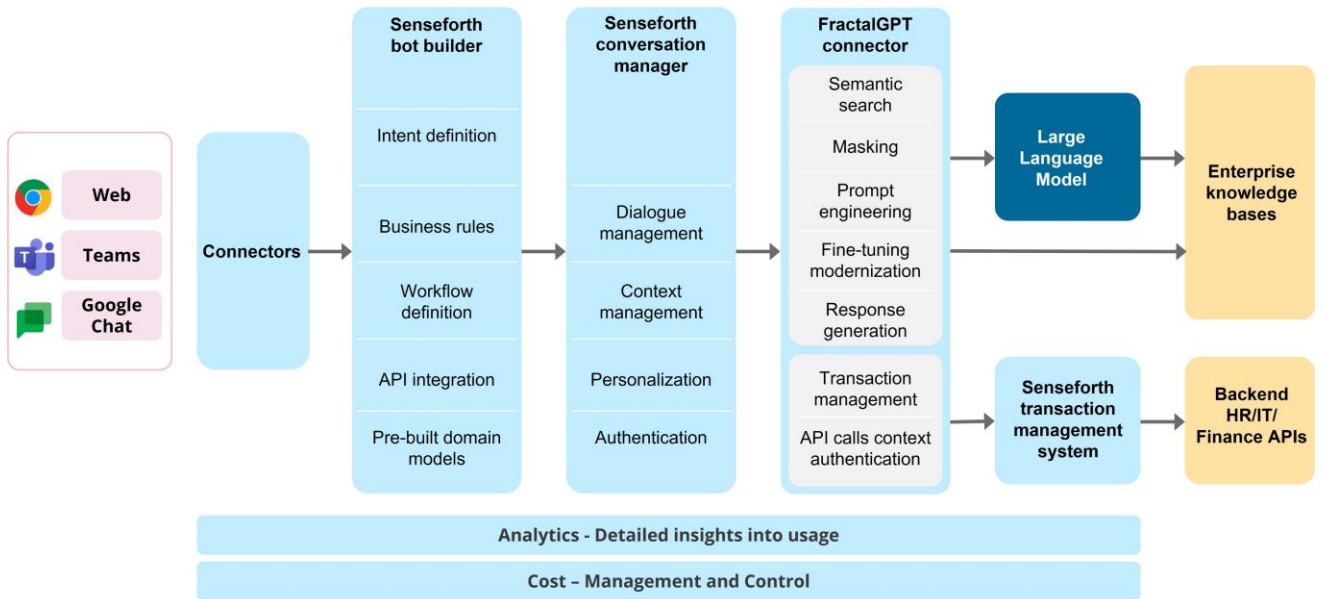 Web
Teams
Google
Chat
Connectors
Senseforth
bot builder
Intent definition
Business rules
Workflow
definition
API integration
Pre-built domain
models
Senseforth
conversation
manager
Dialogue
management
Context
management
Personalization
Authentication
FractalGPT
connector
Semantic
search
Masking
Prompt
engineering
Fine-tuning
modernization
Response
generation
Transaction
management
API calls context
authentication
Large
Language
Model
Senseforth
transaction
management
system
Enterprise
knowledge
bases
Backend
HR/IT/
Finance APIs
Analytics - Detailed insights into usage
Cost – Management and Control